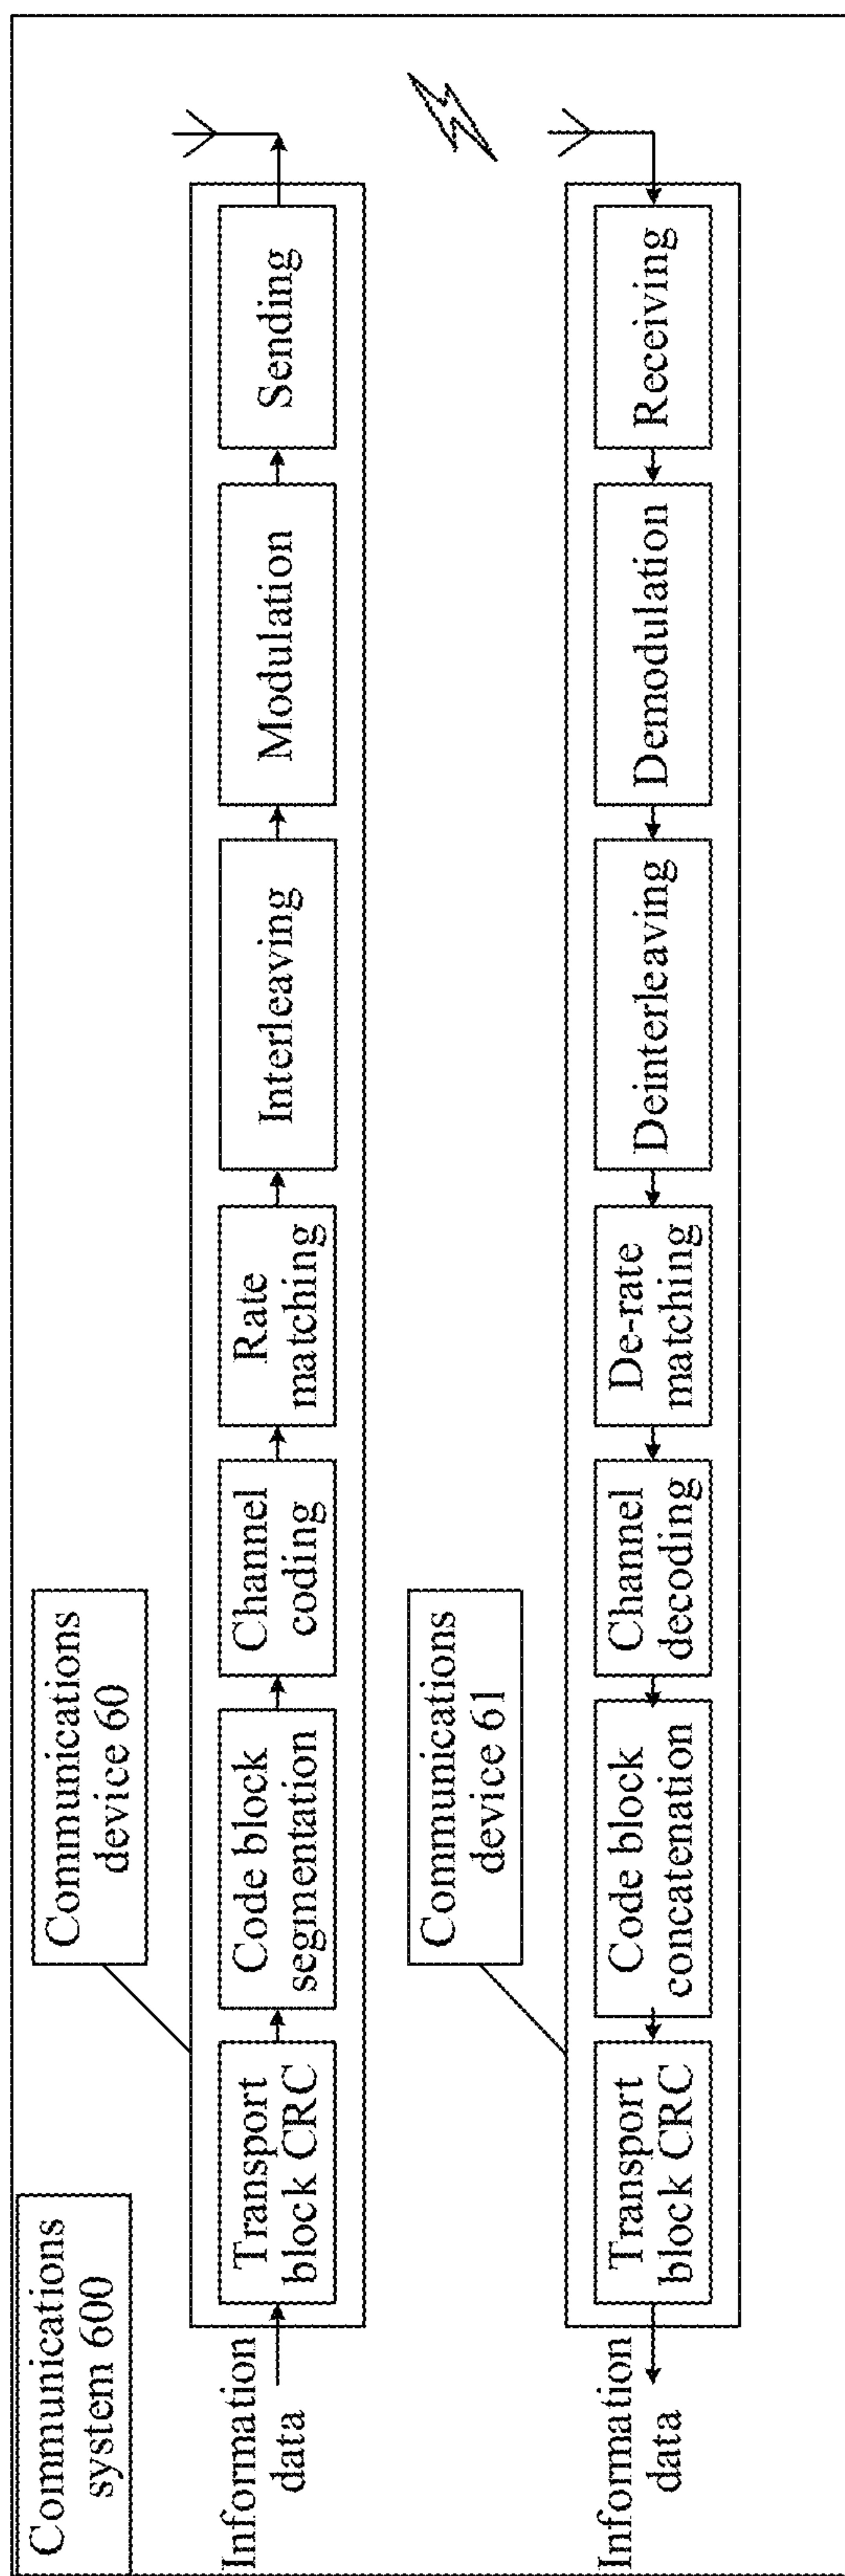 Communications
system 600
Communications
device 60
Information
data
Transport
block CRC
Code block
segmentation
Channel
coding
Rate
matching
Interleaving
Modulation
Sending
Communications
device 61
Information
data
Transport
block CRC
Code block
concatenation
Channel
decoding
De-rate
matching
Deinterleaving
Demodulation
Receiving